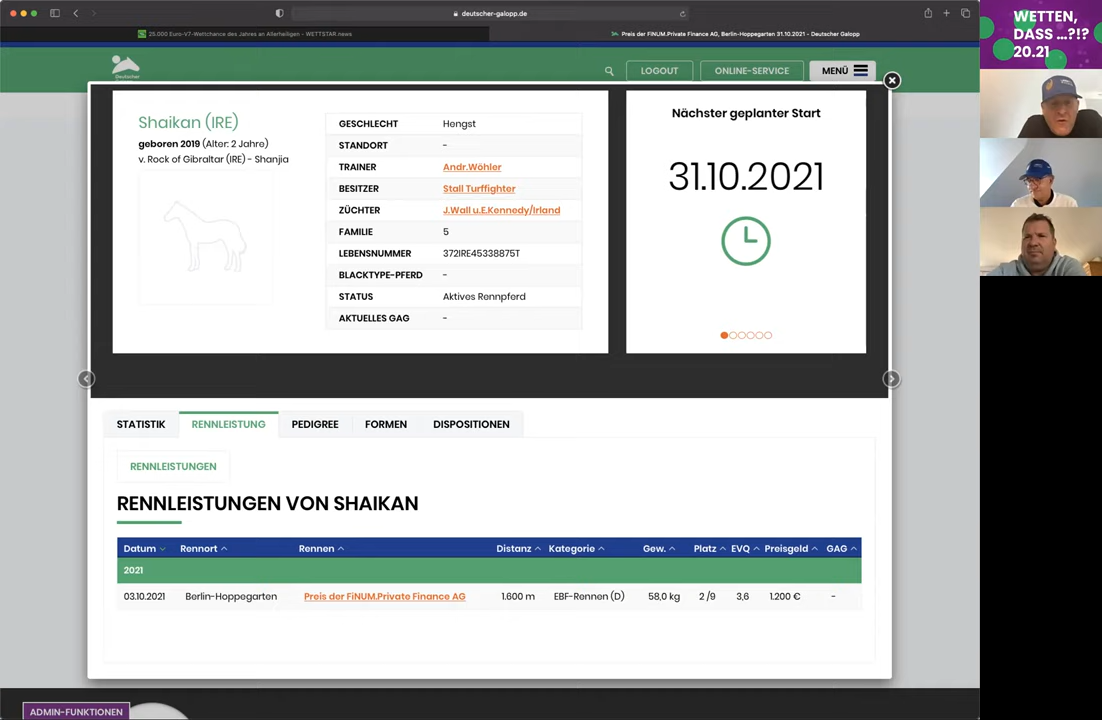 deutscher-galopp.de
25.000 Euro-V7-Wettchance des Jahres an Allerheiligen - WETTSTAR.news
Preis der FiNUM.Private Finance AG, Berlin-Hoppegarten 31.10.2021 - Deutscher Galopp
WETTEN,
DASS ...?!?
20.21
Deutscher
LOGOUT
ONLINE-SERVICE
MENÜ
Shaikan (IRE)
geboren 2019 (Alter: 2 Jahre)
v. Rock of Gibraltar (IRE) - Shanjia
GESCHLECHT Hengst
STANDORT -
TRAINER Andr.Wöhler
BESITZER Stall Turffighter
ZÜCHTER J.Wall u.E.Kennedy/Irland
FAMILIE 5
LEBENSNUMMER 372IRE45338875T
BLACKTYPE-PFERD -
STATUS Aktives Rennpferd
AKTUELLES GAG -
Nächster geplanter Start
31.10.2021
STATISTIK RENNLEISTUNG PEDIGREE FORMEN DISPOSITIONEN
RENNLEISTUNGEN
RENNLEISTUNGEN VON SHAIKAN
Datum Rennort Rennen Distanz Kategorie Gew. Platz EVQ Preisgeld GAG
2021
03.10.2021 Berlin-Hoppegarten Preis der FiNUM.Private Finance AG 1.600 m EBF-Rennen (D) 58,0 kg 2 /9 3,6 1.200 € -
ADMIN-FUNKTIONEN